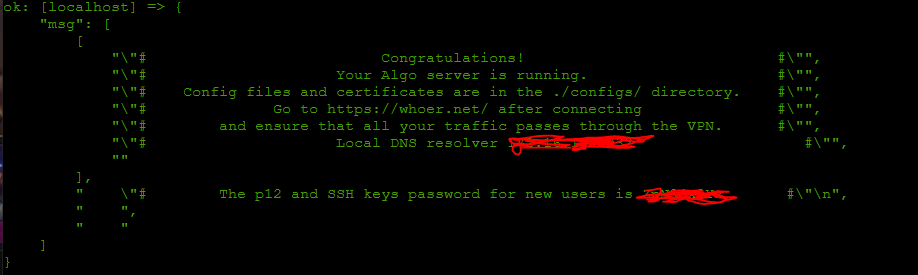 ok: [localhost] => {
"msg": [
[
"\"# Congratulations! #\"",
"\"# Your Algo server is running. #\"",
"\"# Config files and certificates are in the ./configs/ directory. #\"",
"\"# Go to https://whoer.net/ after connecting #\"",
"\"# and ensure that all your traffic passes through the VPN. #\"",
"\"# Local DNS resolver #\"",
""
],
" \"# The p12 and SSH keys password for new users is #\"\n",
" ",
" "
]
}